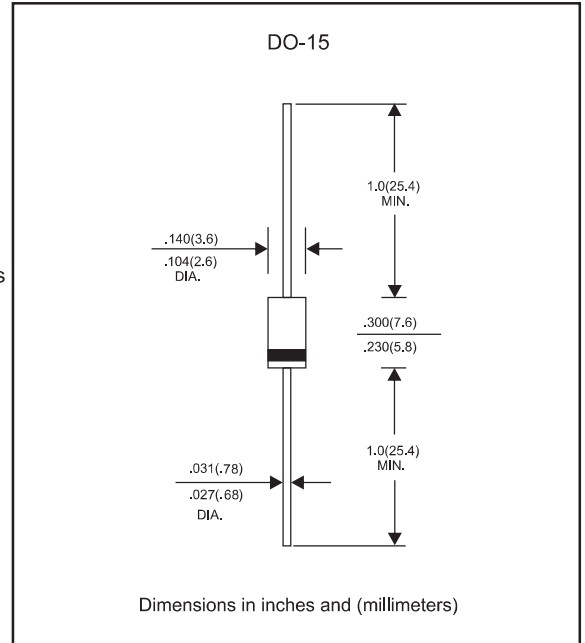 DO-15
1.0(25.4)
MIN.
.140(3.6)
.104(2.6)
DIA.
s
.300(7.6)
.230(5.8)
1.0(25.4)
MIN.
.031(.78)
.027(.68)
DIA.
Dimensions in inches and (millimeters)